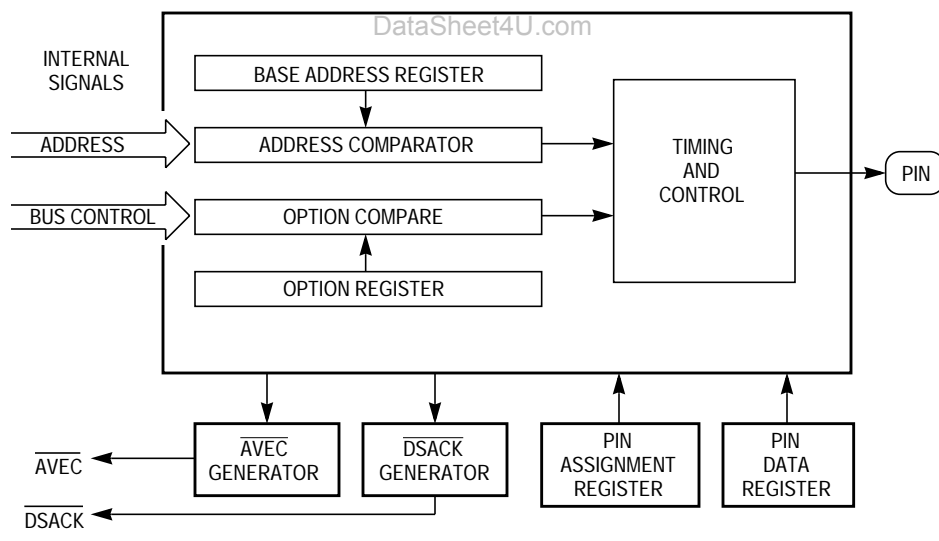 DataSheet4U.com
INTERNAL
SIGNALS
BASE ADDRESS REGISTER
ADDRESS
ADDRESS COMPARATOR
TIMING
AND
CONTROL
PIN
BUS CONTROL
OPTION COMPARE
OPTION REGISTER
AVEC
GENERATOR
DSACK
GENERATOR
PIN
ASSIGNMENT
REGISTER
PIN
DATA
REGISTER
AVEC
DSACK